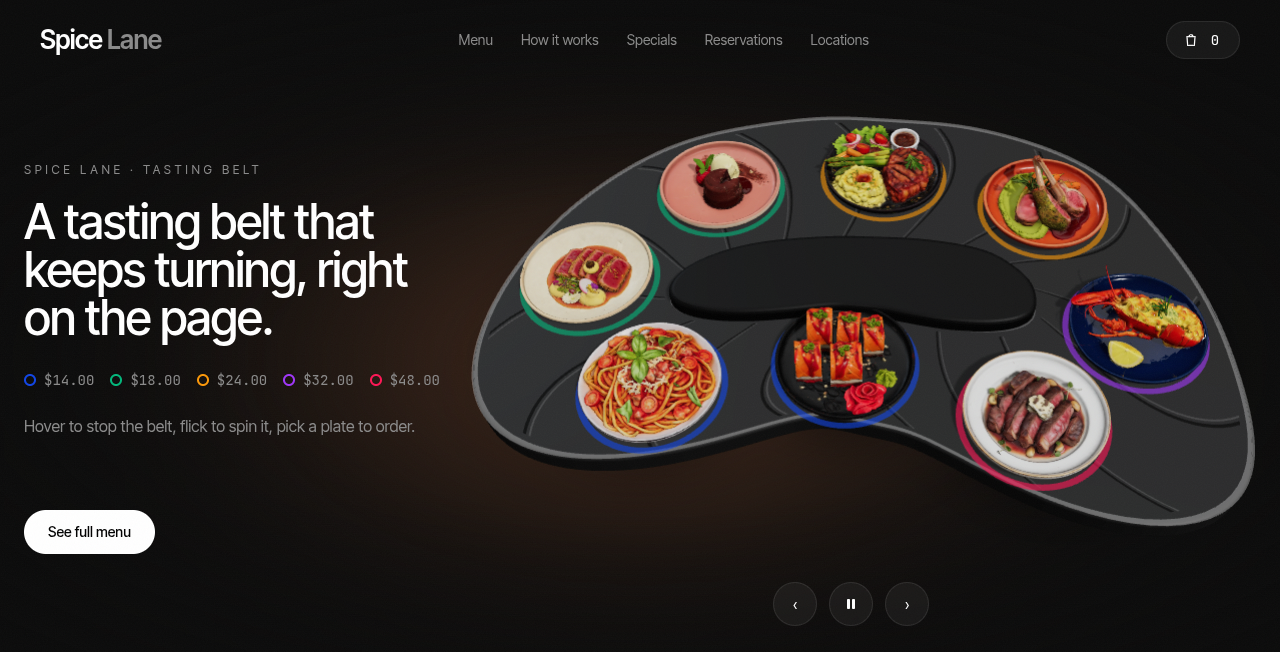 Spice Lane
Menu
How it works
Specials
Reservations
Locations
0
SPICE LANE · TASTING BELT
A tasting belt that
keeps turning, right
on the page.
$14.00 $18.00 $24.00 $32.00 $48.00
Hover to stop the belt, flick to spin it, pick a plate to order.
See full menu